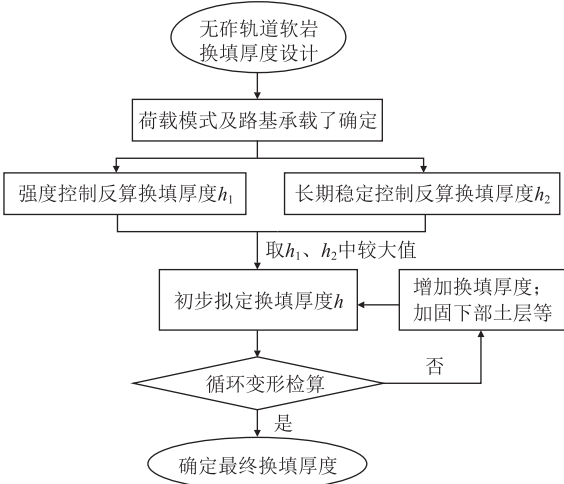 无砟轨道软岩
换填厚度设计
荷载模式及路基承载了确定
强度控制反算换填厚度h₁
长期稳定控制反算换填厚度h₂
取h₁、h₂中较大值
初步拟定换填厚度h
增加换填厚度；
加固下部土层等
循环变形检算
否
是
确定最终换填厚度